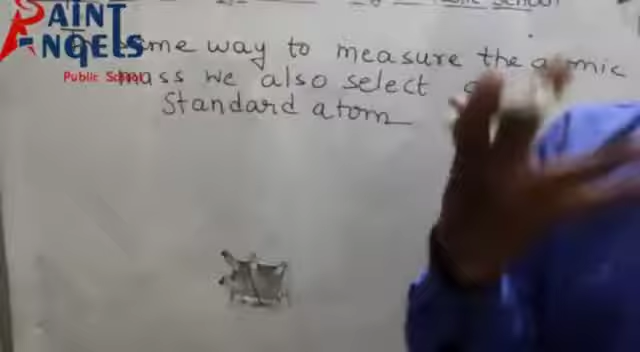 SAINT
ANGELS
Public School
same way to measure the atomic
mass we also select
Standard atom